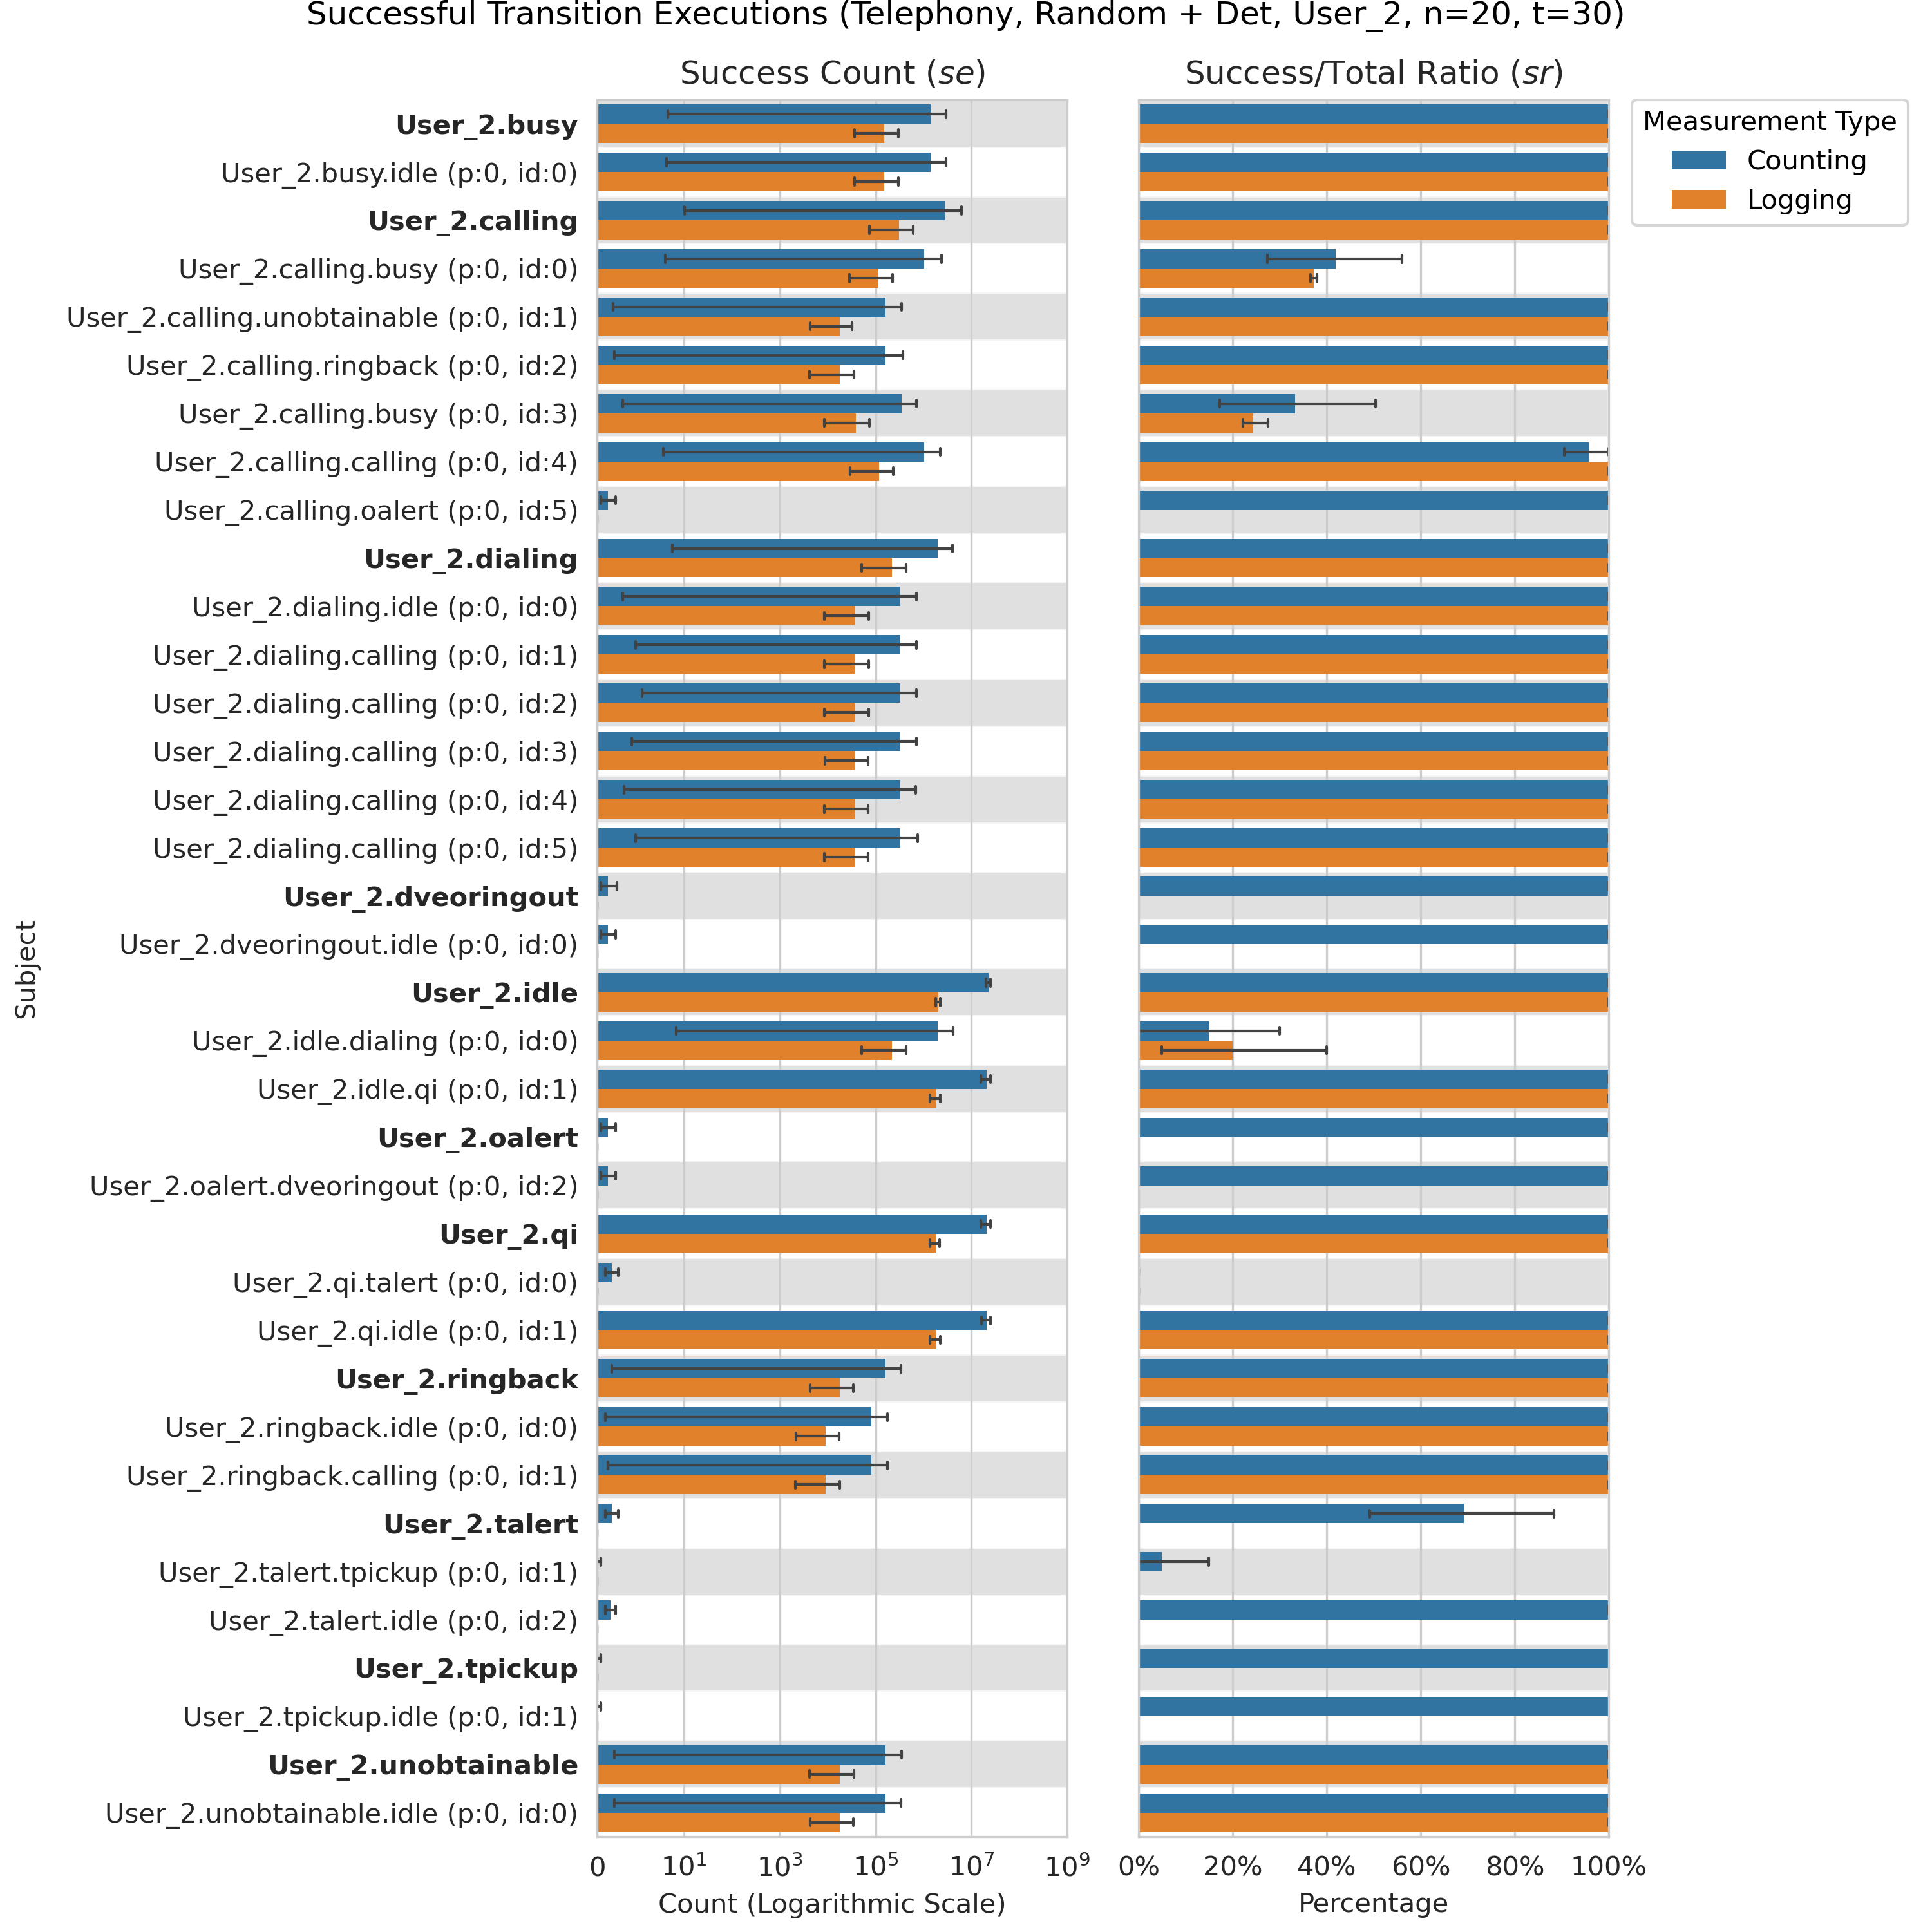 Successful Transition Executions (Telephony, Random + Det, User_2, n=20, t=30)
Success Count (se)
Success/Total Ratio (sr)
Measurement Type
Counting
Logging
Subject
User_2.busy
User_2.busy.idle (p:0, id:0)
User_2.calling
User_2.calling.busy (p:0, id:0)
User_2.calling.unobtainable (p:0, id:1)
User_2.calling.ringback (p:0, id:2)
User_2.calling.busy (p:0, id:3)
User_2.calling.calling (p:0, id:4)
User_2.calling.oalert (p:0, id:5)
User_2.dialing
User_2.dialing.idle (p:0, id:0)
User_2.dialing.calling (p:0, id:1)
User_2.dialing.calling (p:0, id:2)
User_2.dialing.calling (p:0, id:3)
User_2.dialing.calling (p:0, id:4)
User_2.dialing.calling (p:0, id:5)
User_2.dveoringout
User_2.dveoringout.idle (p:0, id:0)
User_2.idle
User_2.idle.dialing (p:0, id:0)
User_2.idle.qi (p:0, id:1)
User_2.oalert
User_2.oalert.dveoringout (p:0, id:2)
User_2.qi
User_2.qi.talert (p:0, id:0)
User_2.qi.idle (p:0, id:1)
User_2.ringback
User_2.ringback.idle (p:0, id:0)
User_2.ringback.calling (p:0, id:1)
User_2.talert
User_2.talert.tpickup (p:0, id:1)
User_2.talert.idle (p:0, id:2)
User_2.tpickup
User_2.tpickup.idle (p:0, id:1)
User_2.unobtainable
User_2.unobtainable.idle (p:0, id:0)
0 10¹ 10³ 10⁵ 10⁷ 10⁹
0% 20% 40% 60% 80% 100%
Count (Logarithmic Scale)
Percentage